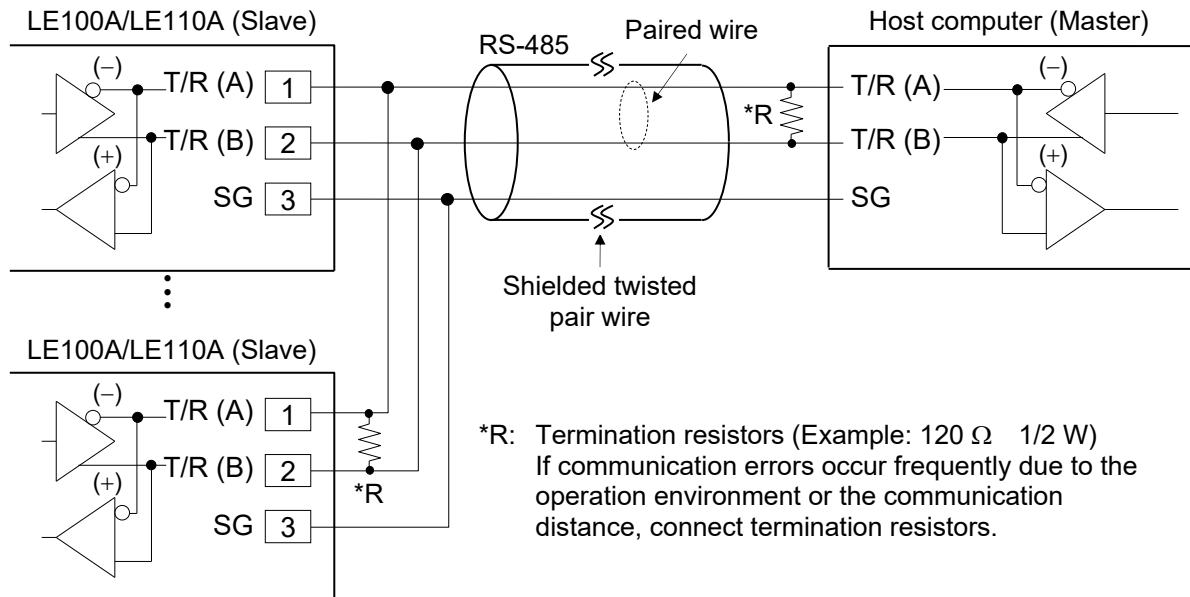 LE100A/LE110A (Slave)
Host computer (Master)
Paired wire
RS-485
(−)
T/R (A) 1
T/R (B) 2
(+)
SG 3
*R
T/R (A)
(−)
T/R (B)
(+)
SG
Shielded twisted
pair wire
LE100A/LE110A (Slave)
(−)
T/R (A) 1
T/R (B) 2
(+)
*R
SG 3
*R: Termination resistors (Example: 120 Ω 1/2 W)
If communication errors occur frequently due to the
operation environment or the communication
distance, connect termination resistors.